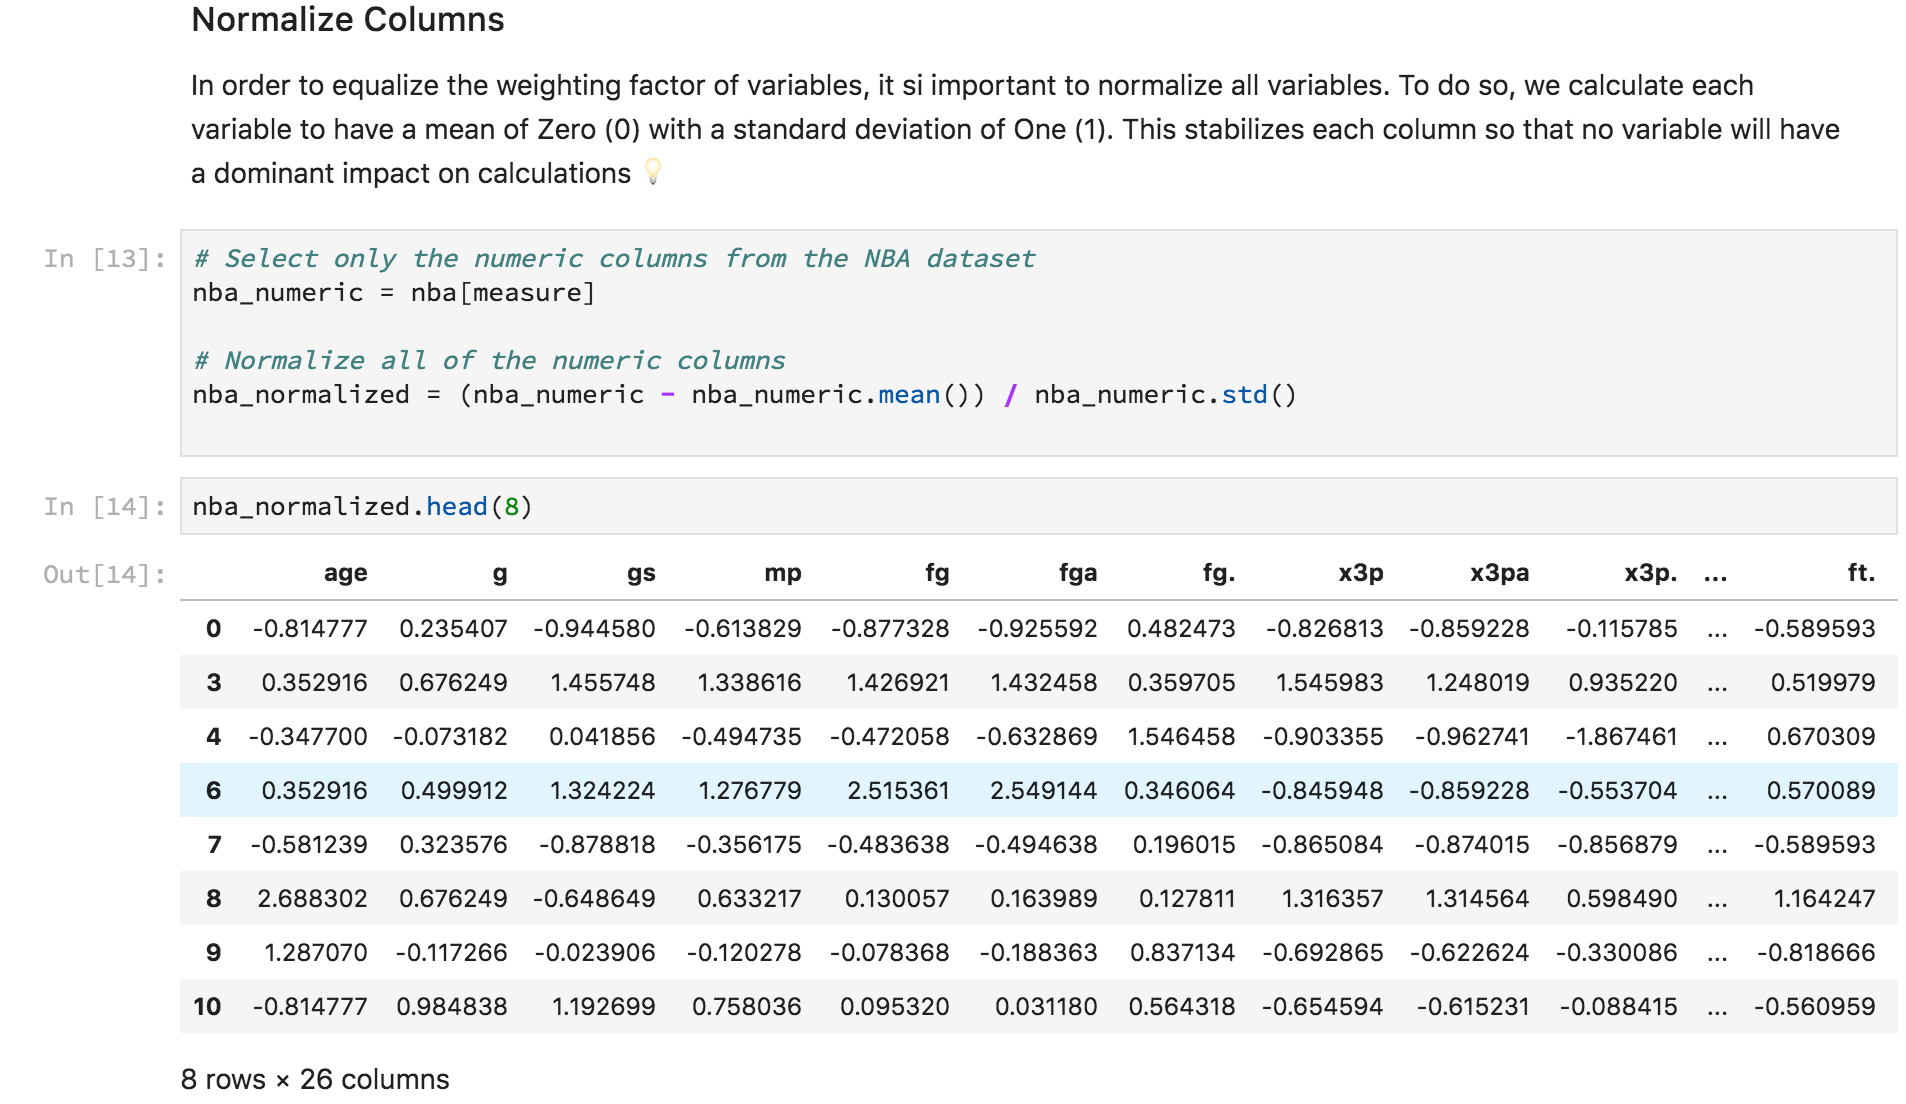 Normalize Columns
In order to equalize the weighting factor of variables, it si important to normalize all variables. To do so, we calculate each
variable to have a mean of Zero (0) with a standard deviation of One (1). This stabilizes each column so that no variable will have
a dominant impact on calculations 💡
In [13]: # Select only the numeric columns from the NBA dataset
nba_numeric = nba[measure]
# Normalize all of the numeric columns
nba_normalized = (nba_numeric - nba_numeric.mean()) / nba_numeric.std()
In [14]: nba_normalized.head(8)
Out[14]: age g gs mp fg fga fg. x3p x3pa x3p. ... ft.
0 -0.814777 0.235407 -0.944580 -0.613829 -0.877328 -0.925592 0.482473 -0.826813 -0.859228 -0.115785 ... -0.589593
3 0.352916 0.676249 1.455748 1.338616 1.426921 1.432458 0.359705 1.545983 1.248019 0.935220 ... 0.519979
4 -0.347700 -0.073182 0.041856 -0.494735 -0.472058 -0.632869 1.546458 -0.903355 -0.962741 -1.867461 ... 0.670309
6 0.352916 0.499912 1.324224 1.276779 2.515361 2.549144 0.346064 -0.845948 -0.859228 -0.553704 ... 0.570089
7 -0.581239 0.323576 -0.878818 -0.356175 -0.483638 -0.494638 0.196015 -0.865084 -0.874015 -0.856879 ... -0.589593
8 2.688302 0.676249 -0.648649 0.633217 0.130057 0.163989 0.127811 1.316357 1.314564 0.598490 ... 1.164247
9 1.287070 -0.117266 -0.023906 -0.120278 -0.078368 -0.188363 0.837134 -0.692865 -0.622624 -0.330086 ... -0.818666
10 -0.814777 0.984838 1.192699 0.758036 0.095320 0.031180 0.564318 -0.654594 -0.615231 -0.088415 ... -0.560959
8 rows × 26 columns